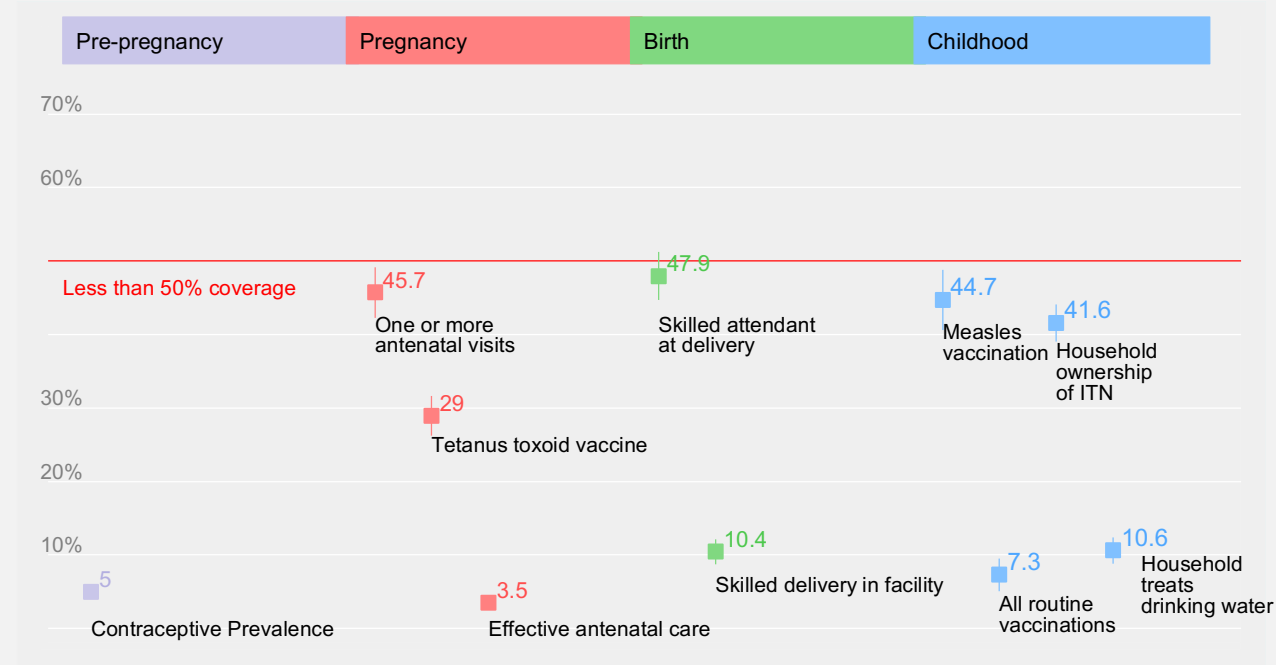 Pre-pregnancy
Pregnancy
Birth
Childhood
70%
60%
Less than 50% coverage
45.7
One or more
antenatal visits
47.9
Skilled attendant
at delivery
44.7
Measles
vaccination
41.6
Household
ownership
of ITN
30%
29
Tetanus toxoid vaccine
20%
10%
5
Contraceptive Prevalence
3.5
Effective antenatal care
10.4
Skilled delivery in facility
7.3
All routine
vaccinations
10.6
Household
treats
drinking water